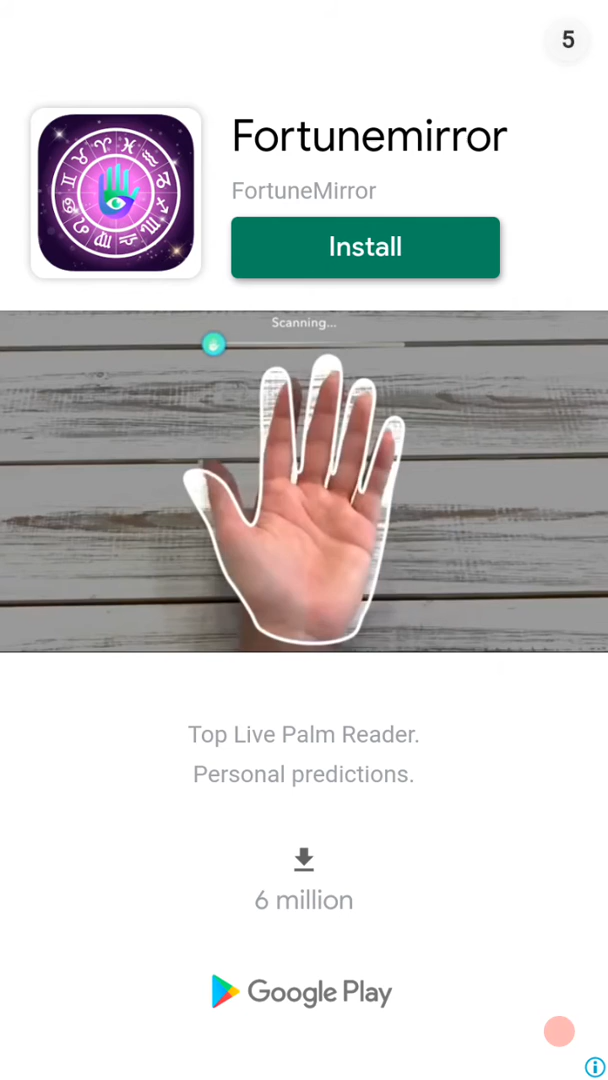 5
Fortunemirror
FortuneMirror
Install
Scanning...
Top Live Palm Reader.
Personal predictions.
6 million
Google Play